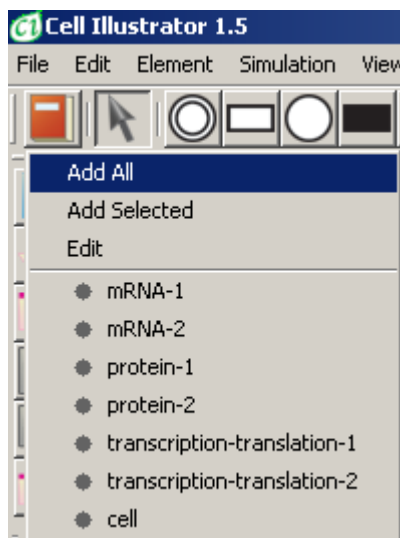 Cell Illustrator 1.5
File Edit Element Simulation View
Add All
Add Selected
Edit
mRNA-1
mRNA-2
protein-1
protein-2
transcription-translation-1
transcription-translation-2
cell